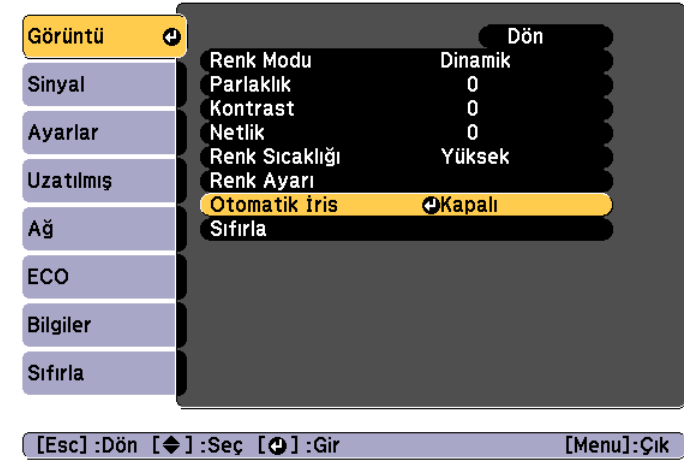 Görüntü
Sinyal
Ayarlar
Uzatılmış
Ağ
ECO
Bilgiler
Sıfırla
Dön
Renk Modu Dinamik
Parlaklık 0
Kontrast 0
Netlik 0
Renk Sıcaklığı Yüksek
Renk Ayarı
Otomatik İris Kapalı
Sıfırla
[Esc] :Dön [◆] :Seç [↵] :Gir [Menu]:Çık